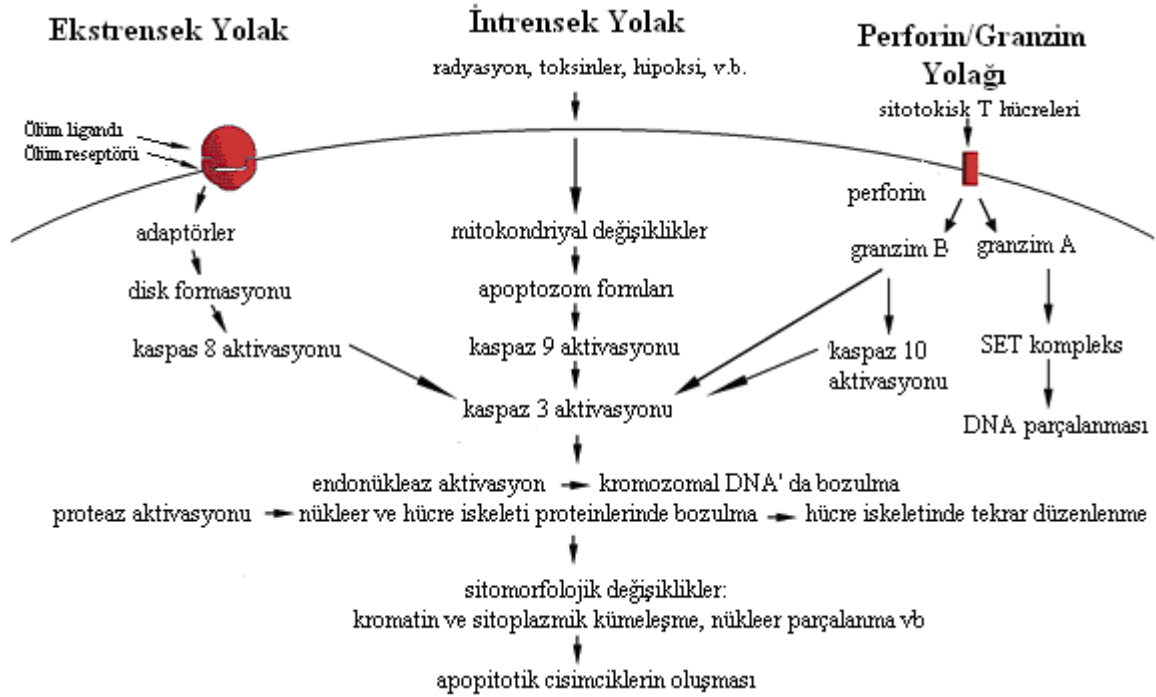 Ekstrensek Yolak
İntrensek Yolak
Perforin/Granzim
Yolağı
radyasyon, toksinler, hipoksi, v.b.
sitotokisk T hücreleri
Ölüm ligandı
Ölüm reseptörü
perforin
adaptörler
mitokondriyal değişiklikler
granzim B
granzim A
disk formasyonu
apoptozom formları
kaspas 8 aktivasyonu
kaspaz 9 aktivasyonu
kaspaz 10
aktivasyonu
SET kompleks
kaspaz 3 aktivasyonu
DNA parçalanması
endonükleaz aktivasyon
kromozomal DNA' da bozulma
proteaz aktivasyonu
nükleer ve hücre iskeleti proteinlerinde bozulma
hücre iskeletinde tekrar düzenlenme
sitomorfolojik değişiklikler:
kromatin ve sitoplazmik kümeleşme, nükleer parçalanma vb
apopitotik cisimciklerin oluşması